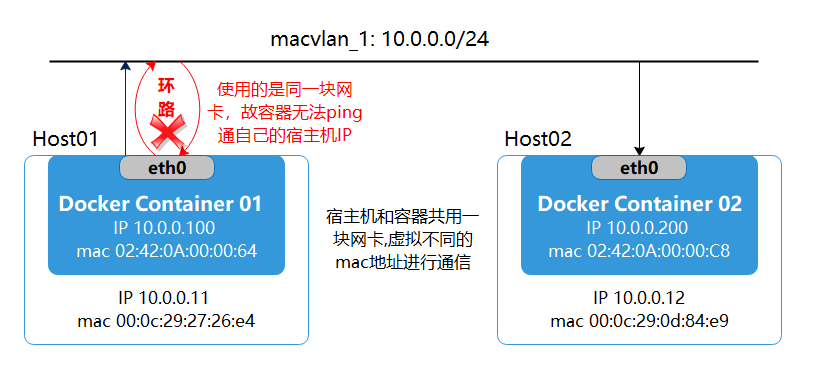 macvlan_1: 10.0.0.0/24
环
路
使用的是同一块网
卡，故容器无法ping
通自己的宿主机IP
Host01
eth0
Docker Container 01
IP 10.0.0.100
mac 02:42:0A:00:00:64
IP 10.0.0.11
mac 00:0c:29:27:26:e4
宿主机和容器共用一
块网卡,虚拟不同的
mac地址进行通信
Host02
eth0
Docker Container 02
IP 10.0.0.200
mac 02:42:0A:00:00:C8
IP 10.0.0.12
mac 00:0c:29:0d:84:e9